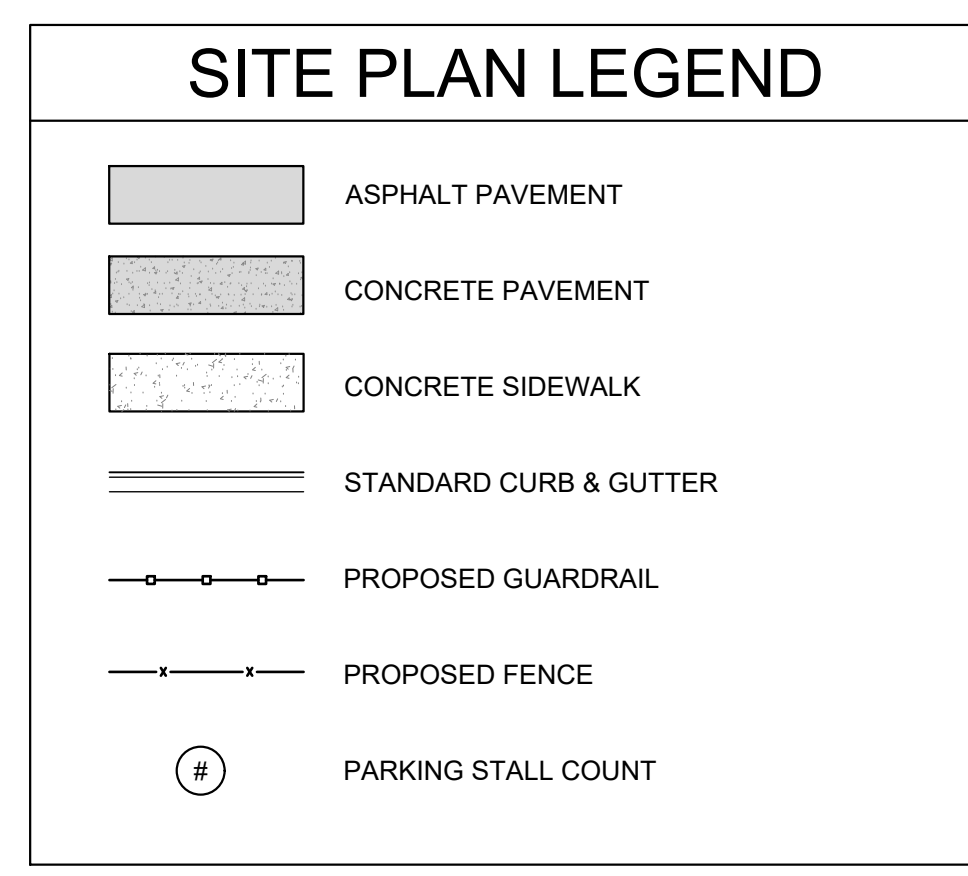 SITE PLAN LEGEND
ASPHALT PAVEMENT
CONCRETE PAVEMENT
CONCRETE SIDEWALK
STANDARD CURB & GUTTER
PROPOSED GUARDRAIL
x x PROPOSED FENCE
# PARKING STALL COUNT